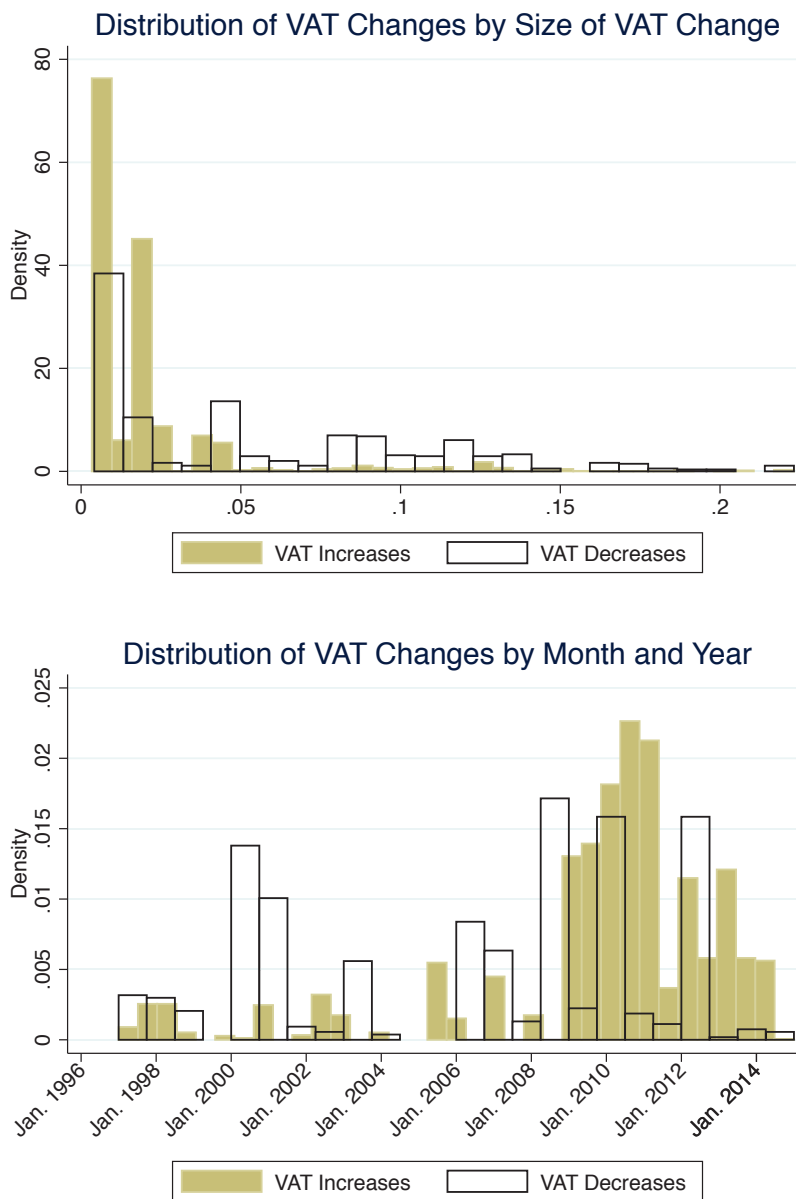 Distribution of VAT Changes by Size of VAT Change
80
60
40
20
0
Density
0 .05 .1 .15 .2
VAT Increases VAT Decreases
Distribution of VAT Changes by Month and Year
.025
.02
.015
.01
.005
0
Density
Jan. 1996 Jan. 1998 Jan. 2000 Jan. 2002 Jan. 2004 Jan. 2006 Jan. 2008 Jan. 2010 Jan. 2012 Jan. 2014
VAT Increases VAT Decreases